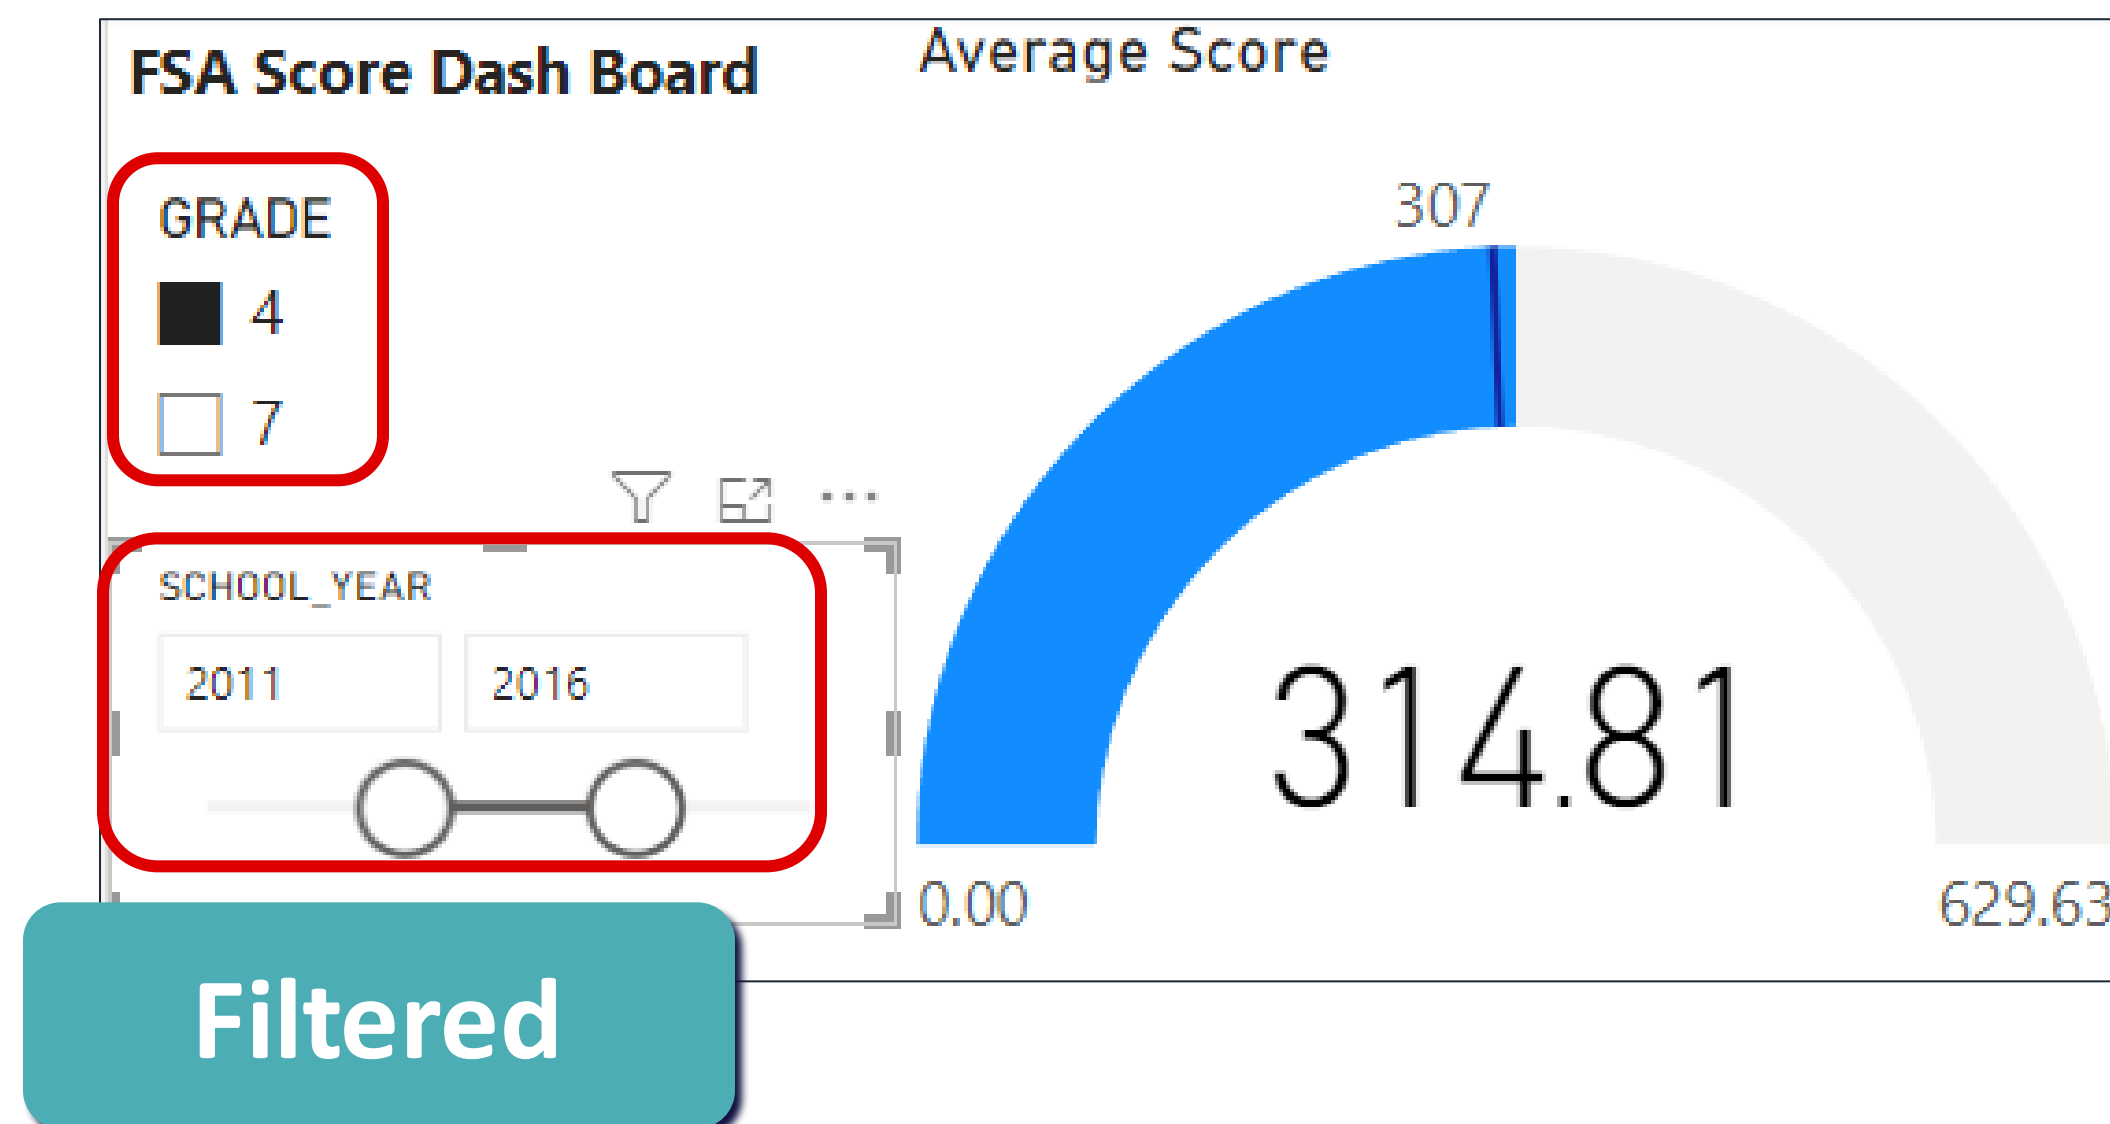 FSA Score Dash Board
Average Score
GRADE
4
7
SCHOOL_YEAR
2011 2016
307
314.81
0.00 629.63
Filtered